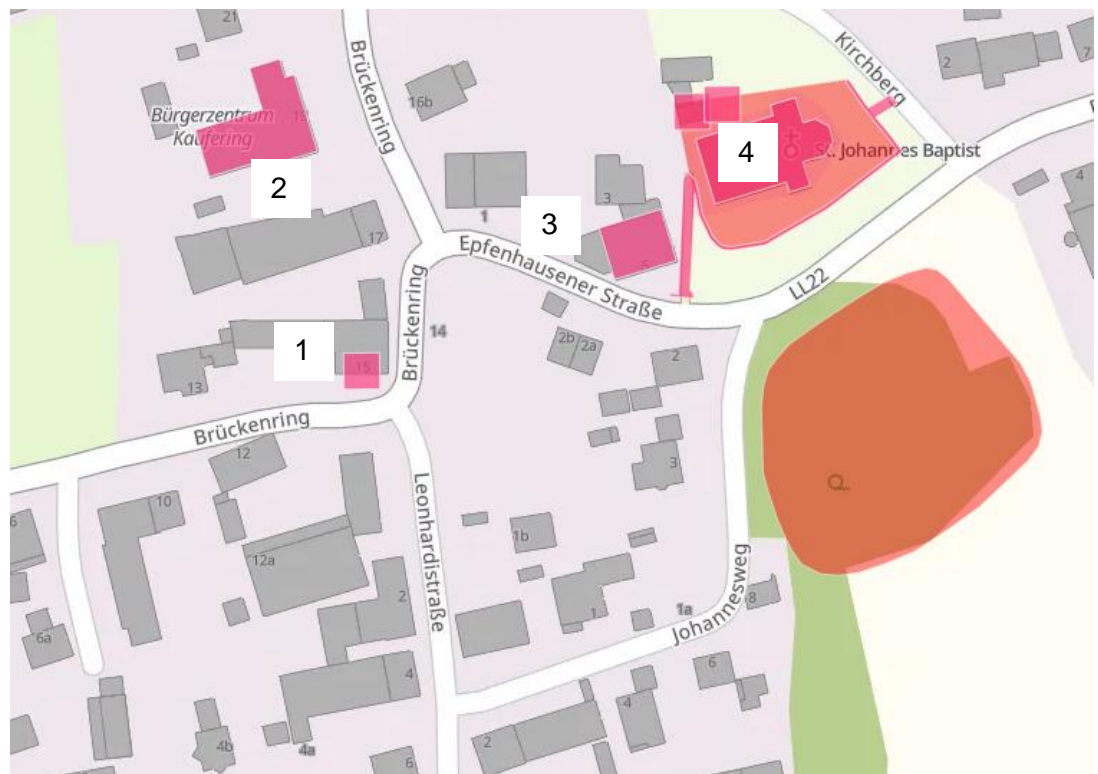 21
Brückenring
16b
Kirchberg
2
7
Bürgerzentrum
Kaufering
19
4
St. Johannes Baptist
4
2
3
3
1
17
Epfenhausener Straße
5
LL22
Brückenring
14
1
2b
2a
2
15
13
Brückenring
12
3
10
6
Leonhardistraße
1b
12a
Johannesweg
2
1
1a
8
6a
6
4
4
2
4b
4a
6